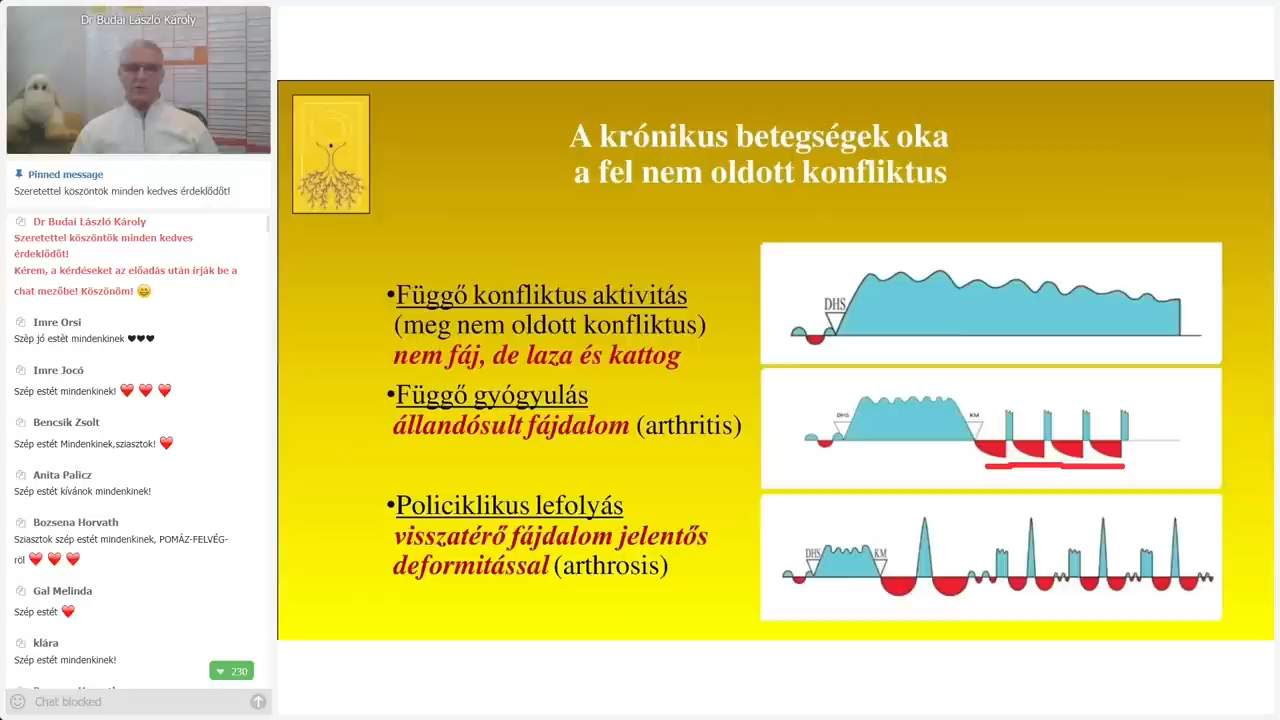 Dr Budai László Károly
Pinned message
Szeretettel köszöntök minden kedves érdeklődőt!
Dr Budai László Károly
Szeretettel köszöntök minden kedves
érdeklődőt!
Kérem, a kérdéseket az előadás után írják be a
chat mezőbe! Köszönöm! 😄
Imre Orsi
Szèp jó estèt mindenkinek ♥♥♥
Imre Jocó
Szép estét mindenkinek! ❤️ ❤️ ❤️
Bencsik Zsolt
Szép estét Mindenkinek,sziasztok! ❤️
Anita Palicz
Szép estét kívánok mindenkinek!
Bozsena Horvath
Sziasztok szép estét mindenkinek, POMÁZ-FELVÉG-
ről ❤️ ❤️ ❤️
Gal Melinda
Szép estét ❤️
klára
Szép estét mindenkinek!
230
Chat blocked
A krónikus betegségek oka
a fel nem oldott konfliktus
•Függő konfliktus aktivitás
(meg nem oldott konfliktus)
nem fáj, de laza és kattog
•Függő gyógyulás
állandósult fájdalom (arthritis)
•Policiklikus lefolyás
visszatérő fájdalom jelentős
deformitással (arthrosis)
DHS
DHS KM
DHS KM